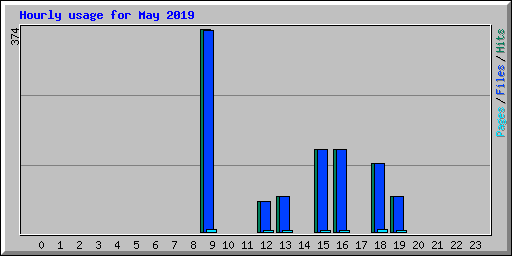 Hourly usage for May 2019
374
Pages/Files/Hits
0 1 2 3 4 5 6 7 8 9 10 11 12 13 14 15 16 17 18 19 20 21 22 23